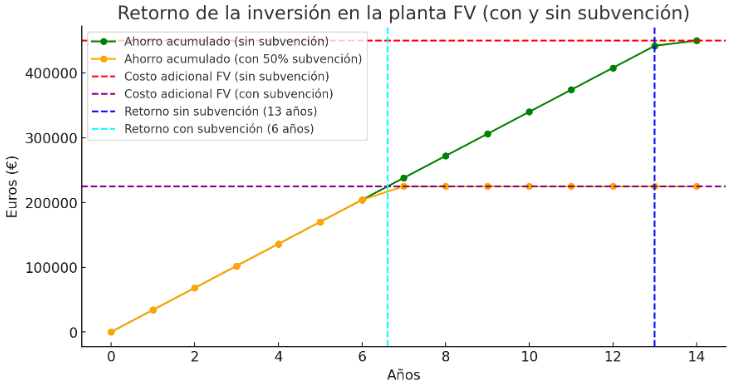 Retorno de la inversión en la planta FV (con y sin subvención)
Ahorro acumulado (sin subvención)
Ahorro acumulado (con 50% subvención)
Costo adicional FV (sin subvención)
Costo adicional FV (con subvención)
Retorno sin subvención (13 años)
Retorno con subvención (6 años)
Euros (€)
400000
300000
200000
100000
0
0 2 4 6 8 10 12 14
Años